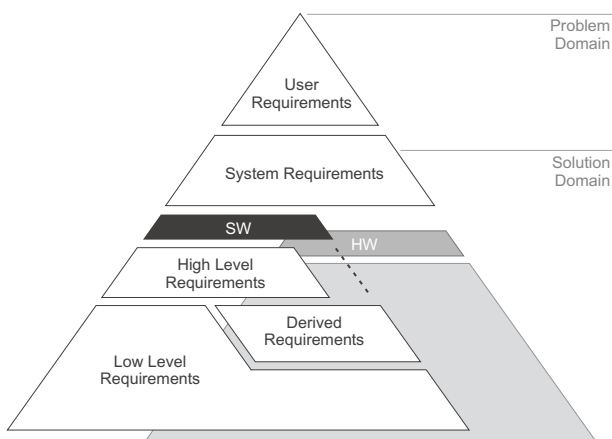 Problem
Domain
User
Requirements
System Requirements
Solution
Domain
SW
HW
High Level
Requirements
Derived
Requirements
Low Level
Requirements